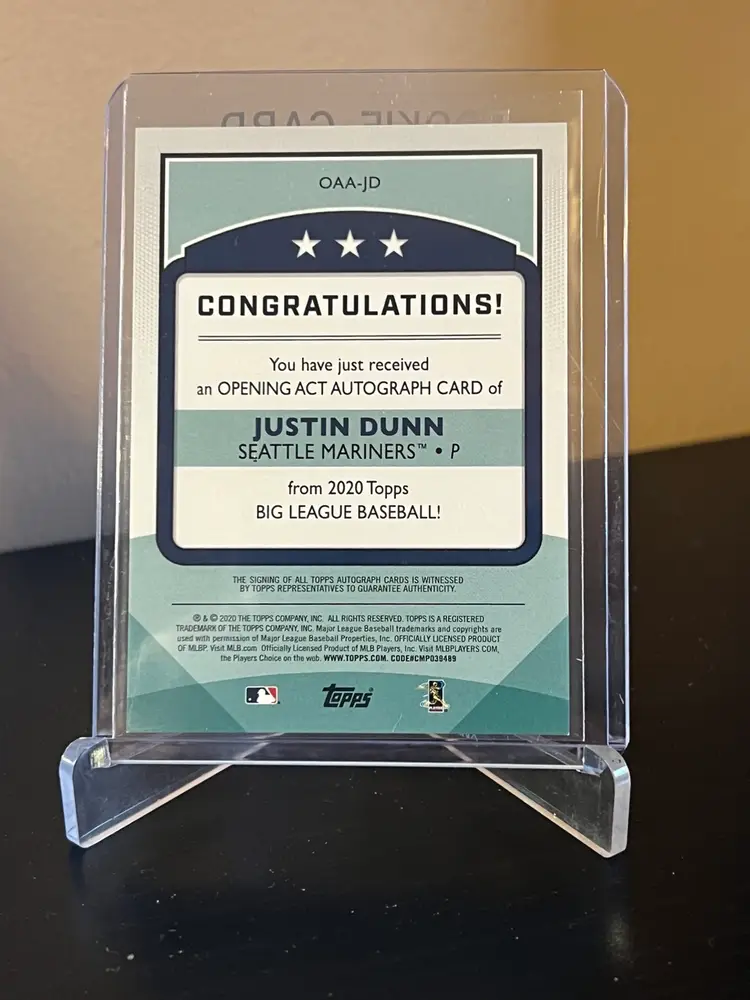 ROOKIE CARD
OAA-JD
CONGRATULATIONS!
You have just received
an OPENING ACT AUTOGRAPH CARD of
JUSTIN DUNN
SEATTLE MARINERS™ • P
from 2020 Topps
BIG LEAGUE BASEBALL!
THE SIGNING OF ALL TOPPS AUTOGRAPH CARDS IS WITNESSED
BY TOPPS REPRESENTATIVES TO GUARANTEE AUTHENTICITY.
℗ & © 2020 THE TOPPS COMPANY, INC. ALL RIGHTS RESERVED. TOPPS IS A REGISTERED
TRADEMARK OF THE TOPPS COMPANY, INC. Major League Baseball trademarks and copyrights are
used with permission of Major League Baseball Properties, Inc. OFFICIALLY LICENSED PRODUCT
OF MLBP. Visit MLB.com Officially Licensed Product of MLB Players, Inc. Visit MLBPLAYERS.COM,
the Players Choice on the web. WWW.TOPPS.COM. CODE#CMP039489
Topps®